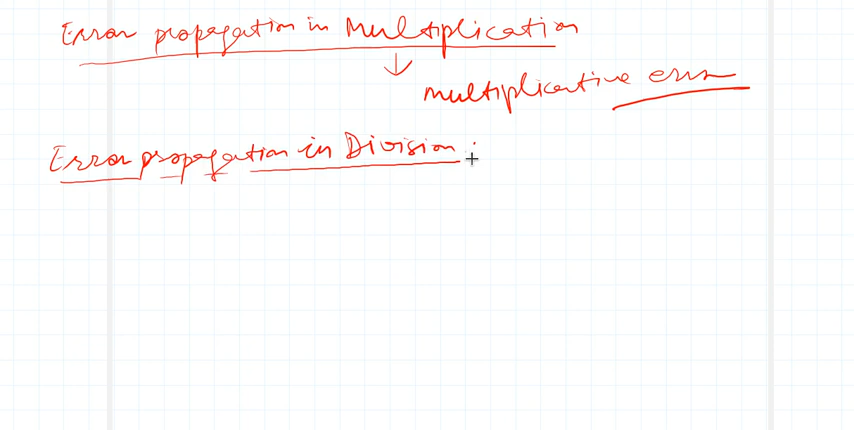 Error propagation in Multiplication
multiplicative error
Error propagation in Division :